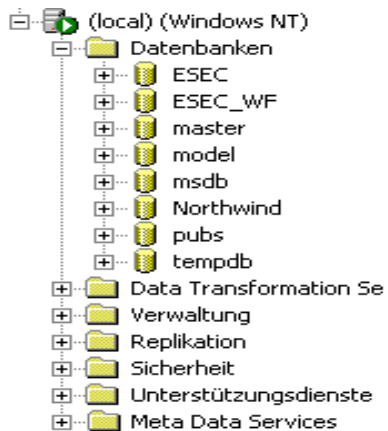 (local) (Windows NT)
Datenbanken
ESEC
ESEC_WF
master
model
msdb
Northwind
pubs
tempdb
Data Transformation Se
Verwaltung
Replikation
Sicherheit
Unterstützungsdienste
Meta Data Services